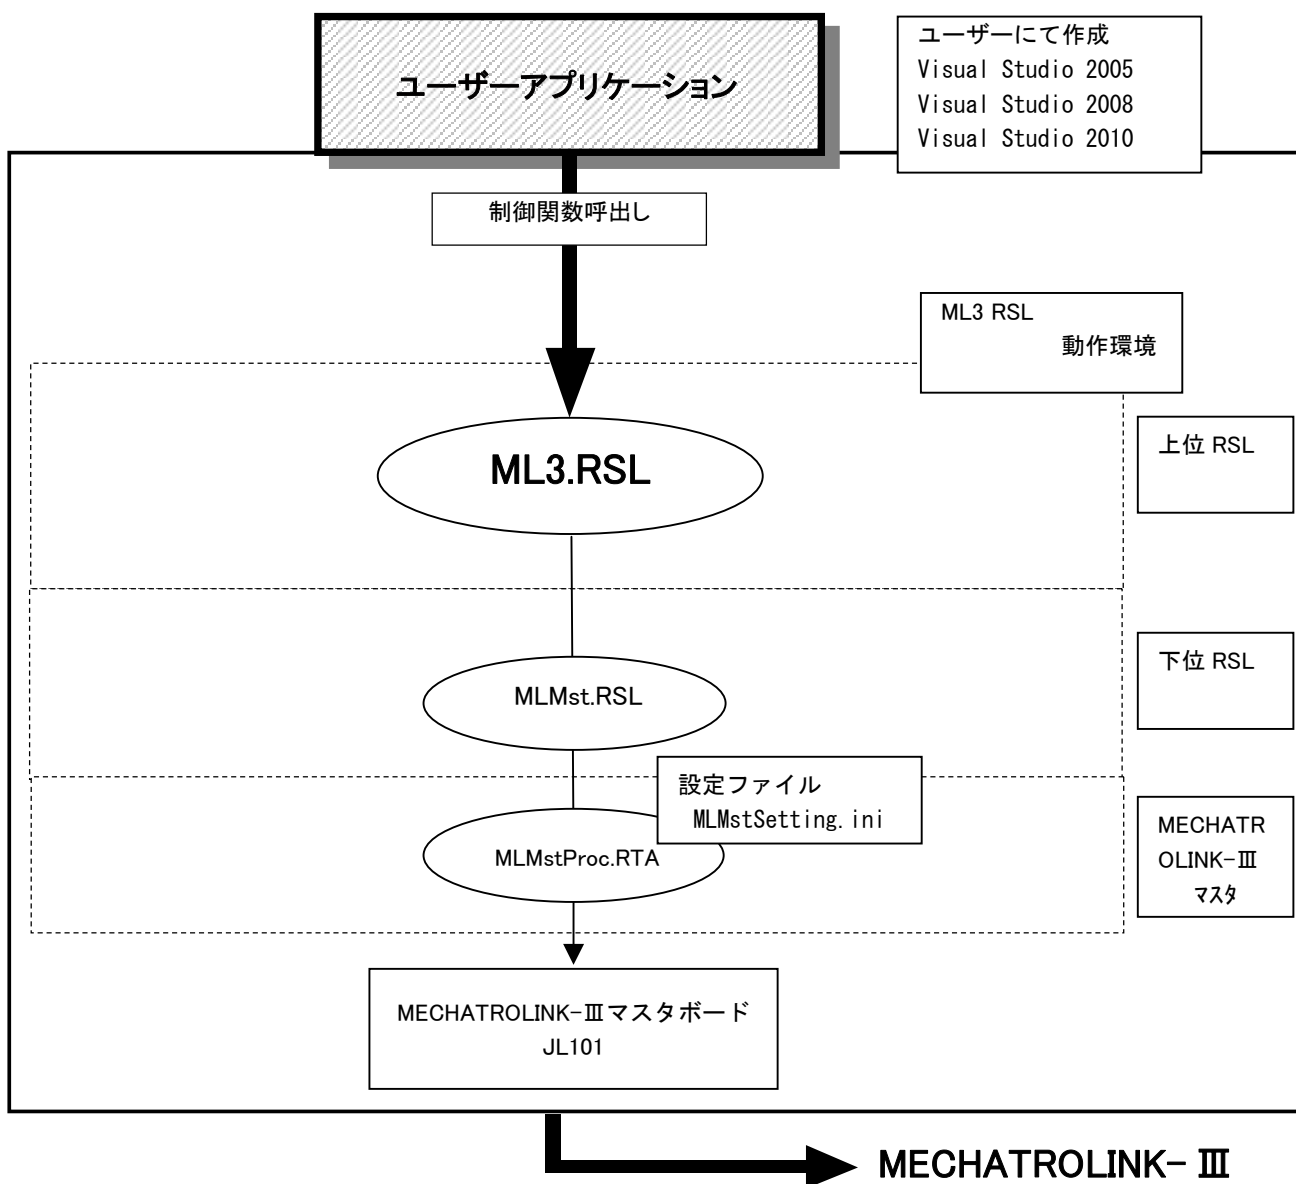 ユーザーアプリケーション
ユーザーにて作成
Visual Studio 2005
Visual Studio 2008
Visual Studio 2010
制御関数呼出し
ML3 RSL
動作環境
ML3.RSL
上位 RSL
MLMst.RSL
下位 RSL
設定ファイル
MLMstSetting.ini
MLMstProc.RTA
MECHATR
OLINK-Ⅲ
マスタ
MECHATROLINK-Ⅲマスタボード
JL101
MECHATROLINK- Ⅲ